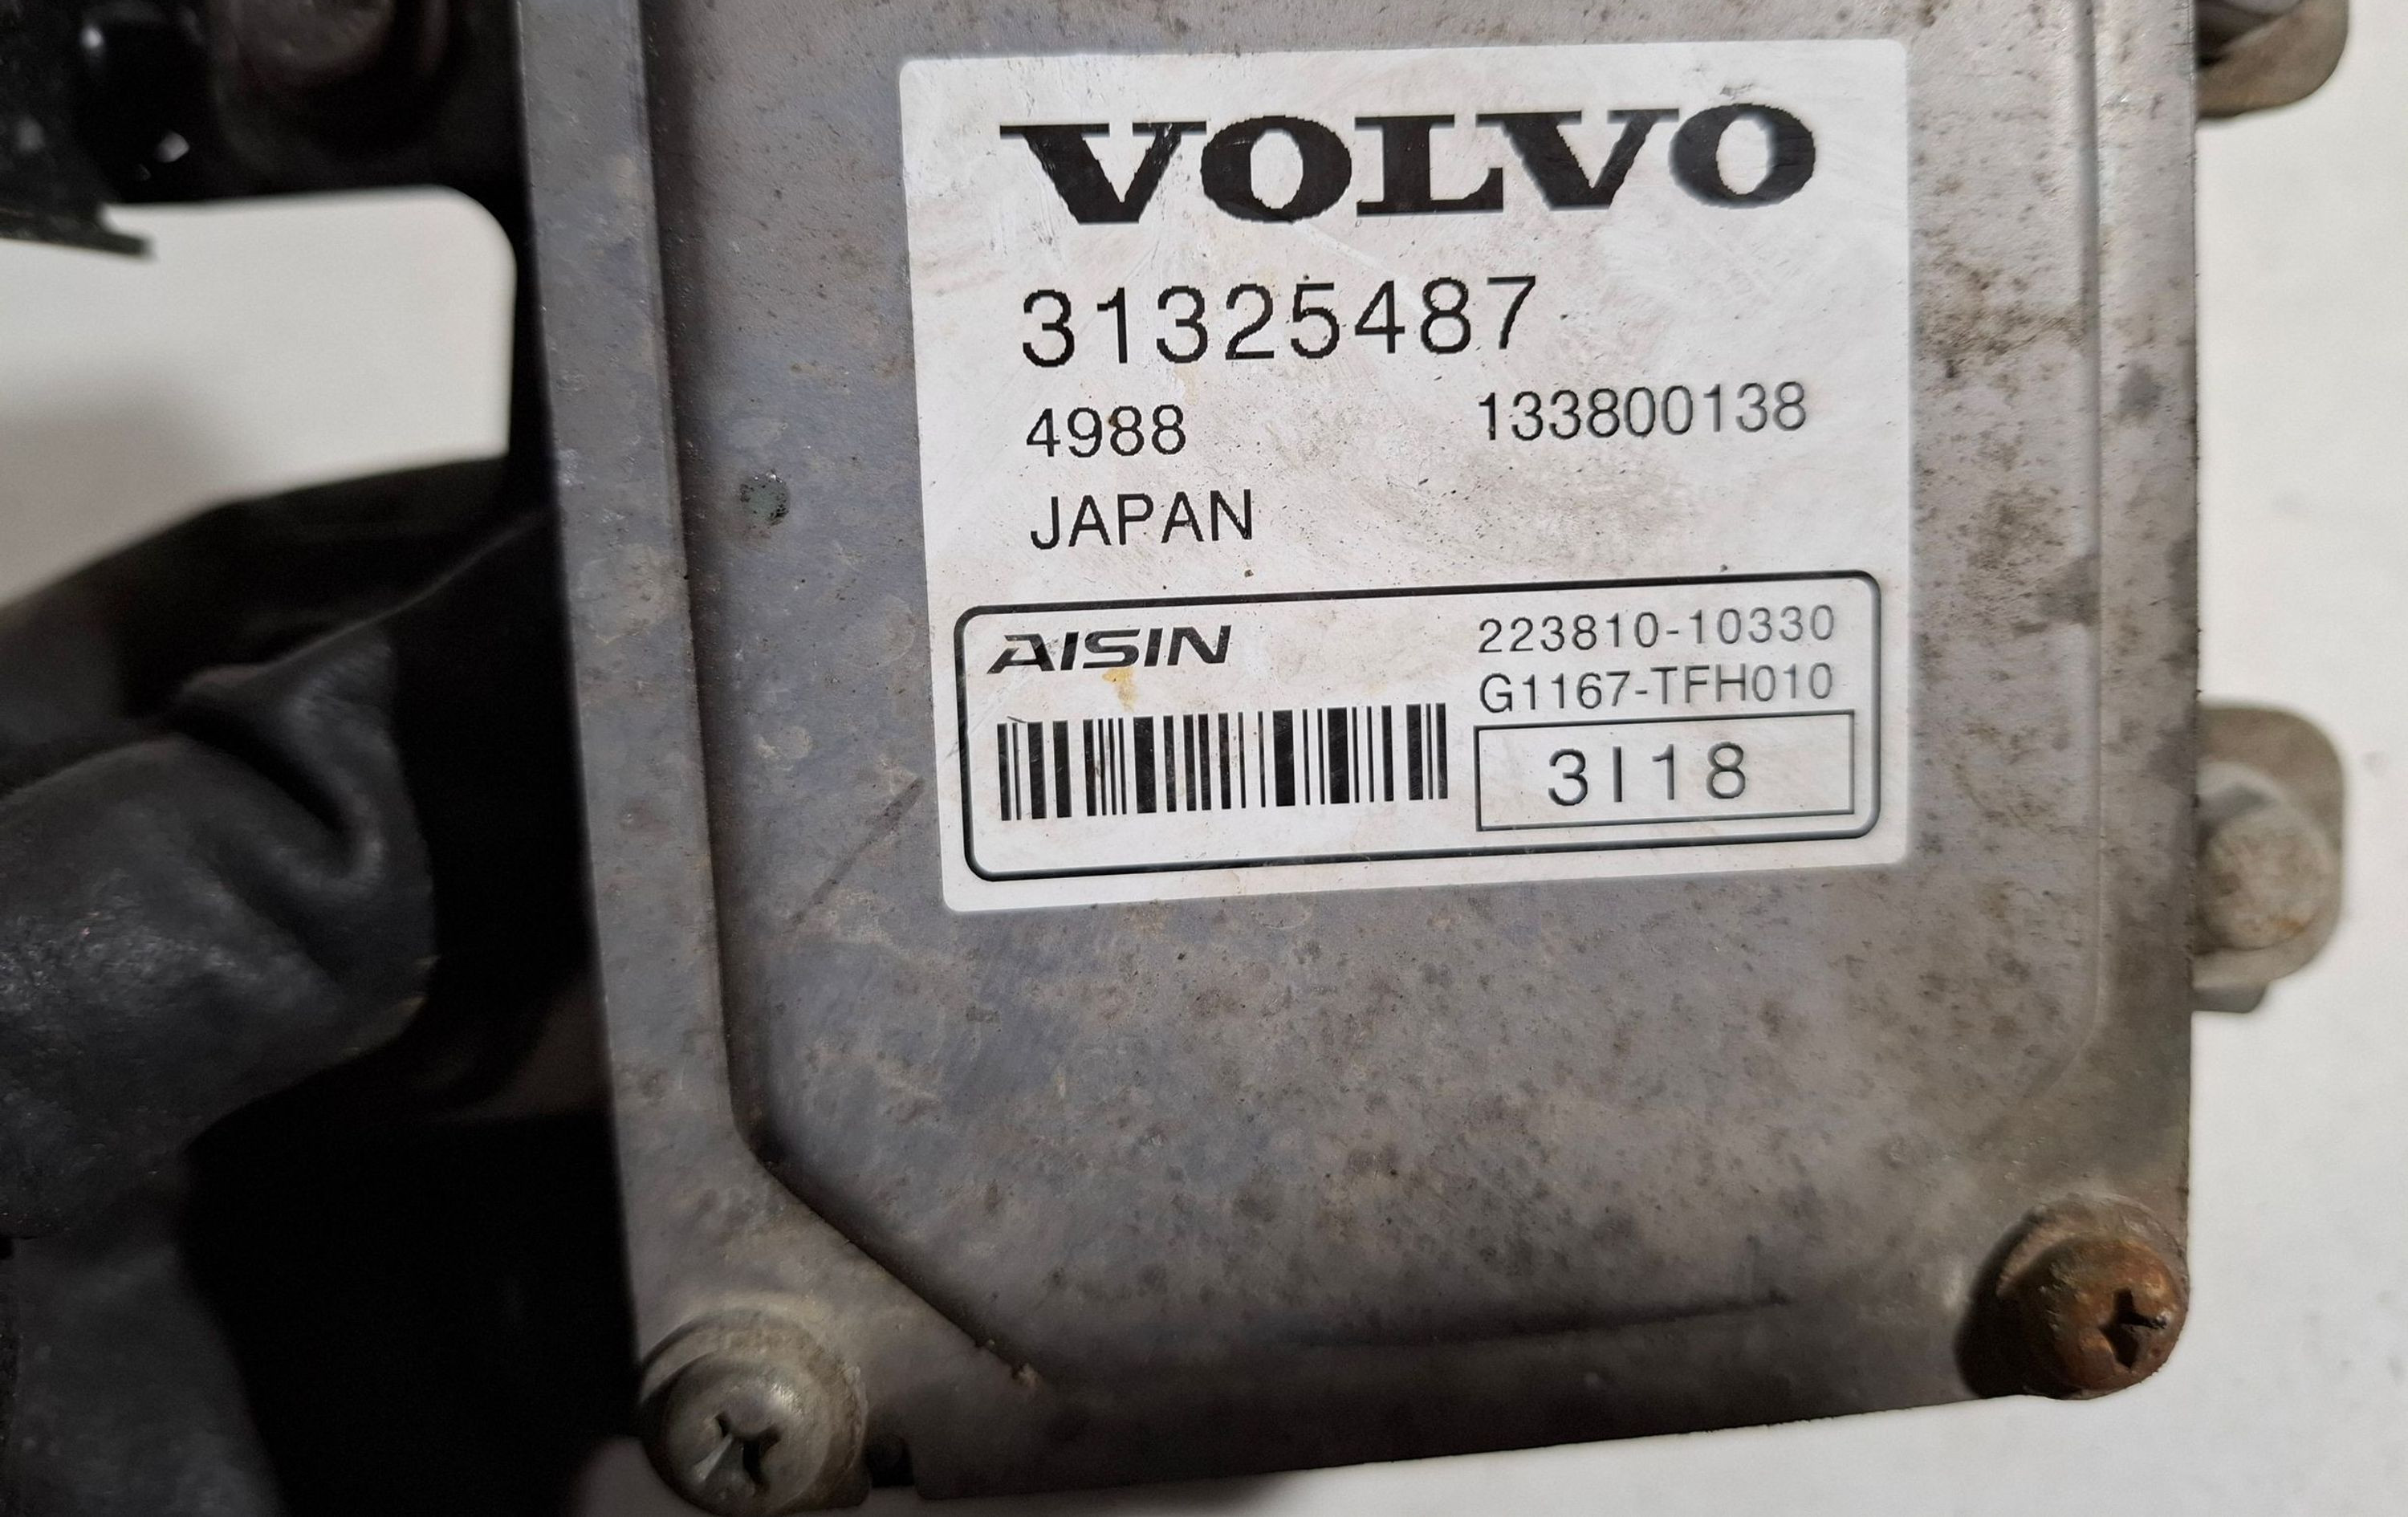 VOLVO
31325487
4988 133800138
JAPAN
AISIN
223810-10330
G1167-TFH010
3I18